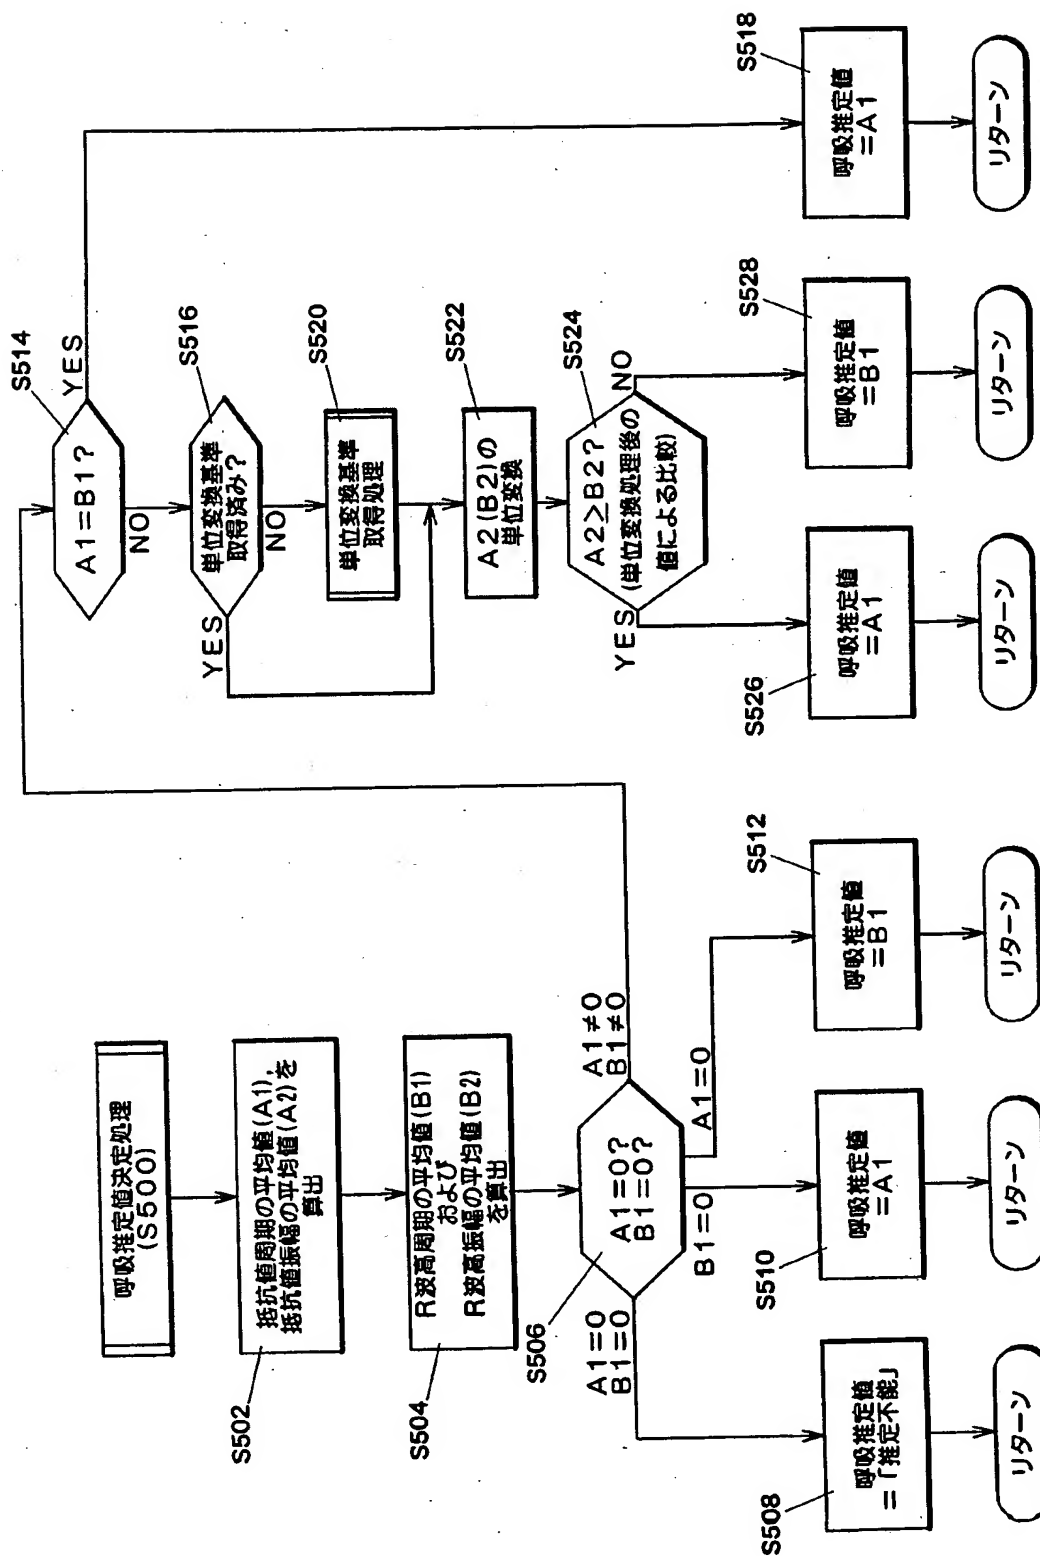 呼吸推定値決定処理
(S500)
S502
抵抗値周期の平均値(A1),
抵抗値振幅の平均値(A2)を
算出
S504
R波高周期の平均値(B1)
および
R波高振幅の平均値(B2)
を算出
S506
A1=0?
B1=0?
A1=0
B1=0
B1=0
A1=0
A1≠0
B1≠0
S508
呼吸推定値
=「推定不能」
リターン
S510
呼吸推定値
=A1
リターン
S512
呼吸推定値
=B1
リターン
S514
A1=B1?
YES
NO
S516
単位変換基準
取得済み?
YES
NO
S520
単位変換基準
取得処理
S522
A2(B2)の
単位変換
S524
A2≧B2?
(単位変換処理後の
値による比較)
YES
NO
S526
呼吸推定値
=A1
リターン
S528
呼吸推定値
=B1
リターン
S518
呼吸推定値
=A1
リターン